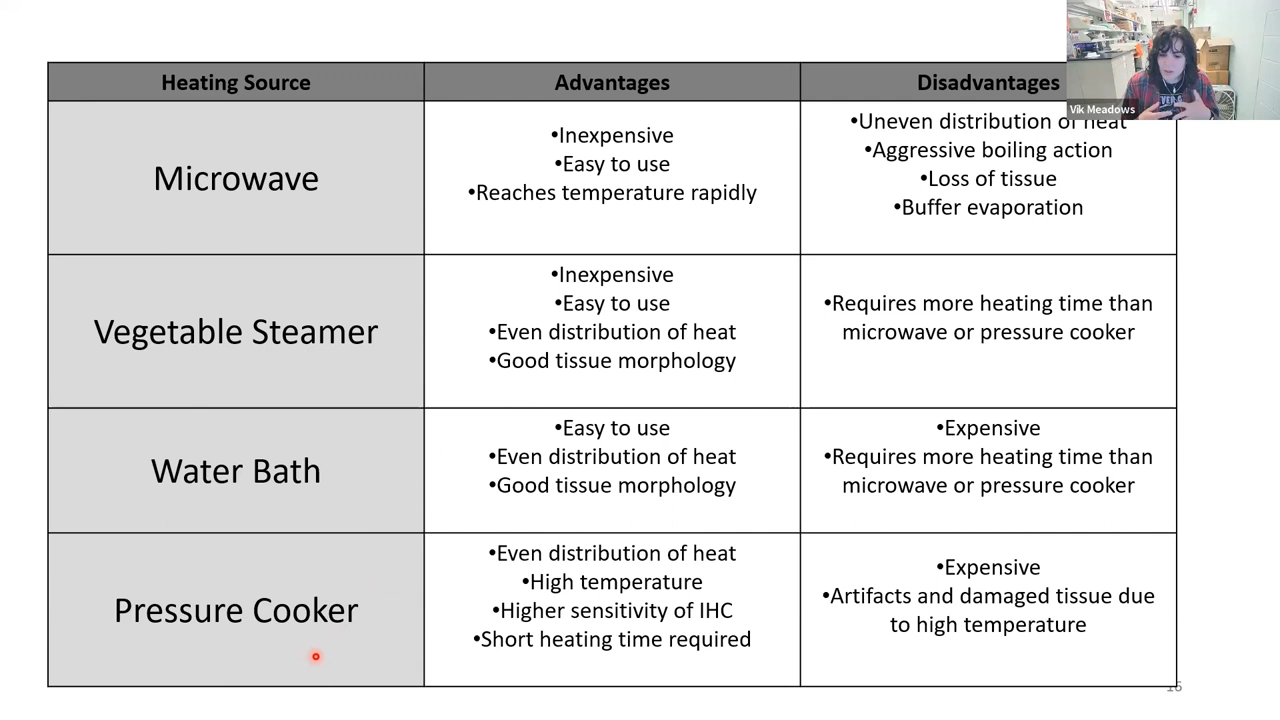 Heating Source
Advantages
Disadvantages
Vik Meadows
Microwave
•Inexpensive
•Easy to use
•Reaches temperature rapidly
•Uneven distribution of heat
•Aggressive boiling action
•Loss of tissue
•Buffer evaporation
Vegetable Steamer
•Inexpensive
•Easy to use
•Even distribution of heat
•Good tissue morphology
•Requires more heating time than
microwave or pressure cooker
Water Bath
•Easy to use
•Even distribution of heat
•Good tissue morphology
•Expensive
•Requires more heating time than
microwave or pressure cooker
Pressure Cooker
•Even distribution of heat
•High temperature
•Higher sensitivity of IHC
•Short heating time required
•Expensive
•Artifacts and damaged tissue due
to high temperature